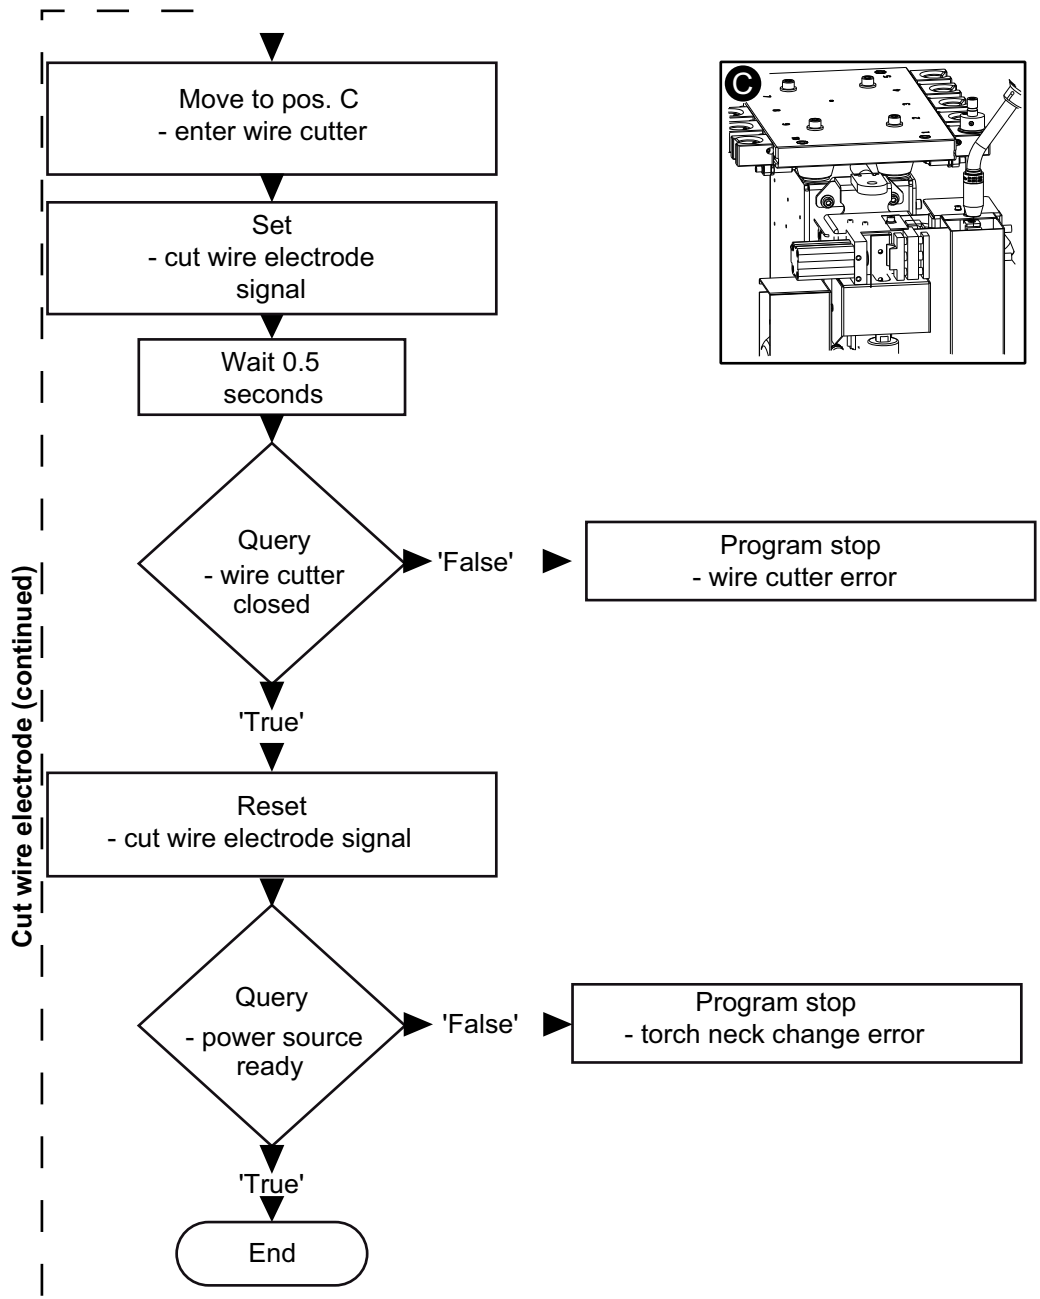 Move to pos. C
- enter wire cutter
C
Set
- cut wire electrode
signal
Wait 0.5
seconds
Query
- wire cutter
closed
'False'
Program stop
- wire cutter error
'True'
Cut wire electrode (continued)
Reset
- cut wire electrode signal
Query
- power source
ready
'False'
Program stop
- torch neck change error
'True'
End